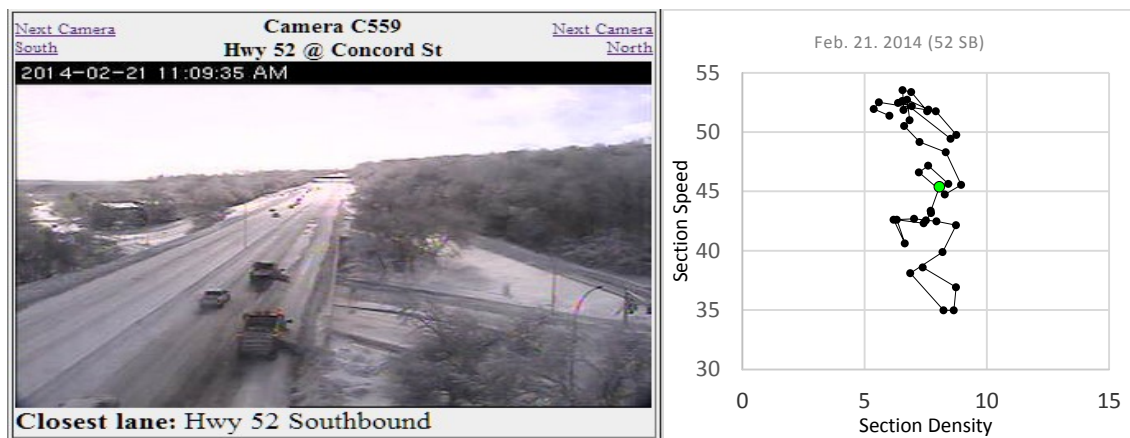 Next Camera
South
Camera C559
Hwy 52 @ Concord St
Next Camera
North
2014-02-21 11:09:35 AM
Closest lane: Hwy 52 Southbound
Feb. 21. 2014 (52 SB)
Section Speed
55
50
45
40
35
30
0 5 10 15
Section Density